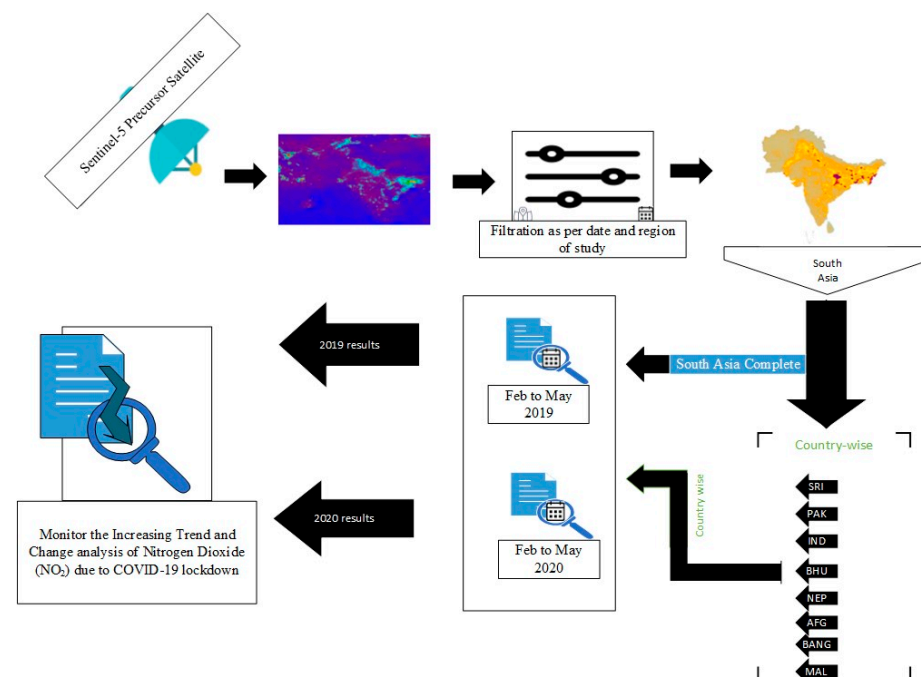 Sentinel-5 Precursor Satellite
Filtration as per date and region
of study
South
Asia
South Asia Complete
Feb to May
2019
2019 results
Country-wise
SRI
PAK
IND
BHU
NEP
AFG
BANG
MAL
Country wise
Feb to May
2020
2020 results
Monitor the Increasing Trend and
Change analysis of Nitrogen Dioxide
(NO₂) due to COVID-19 lockdown